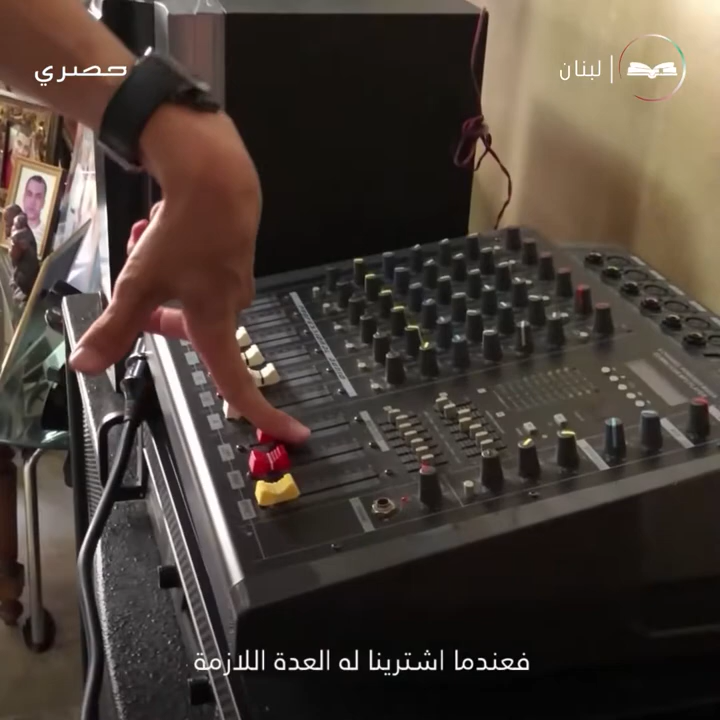 حصري
لبنان
فعندما اشترينا له العدة اللازمة